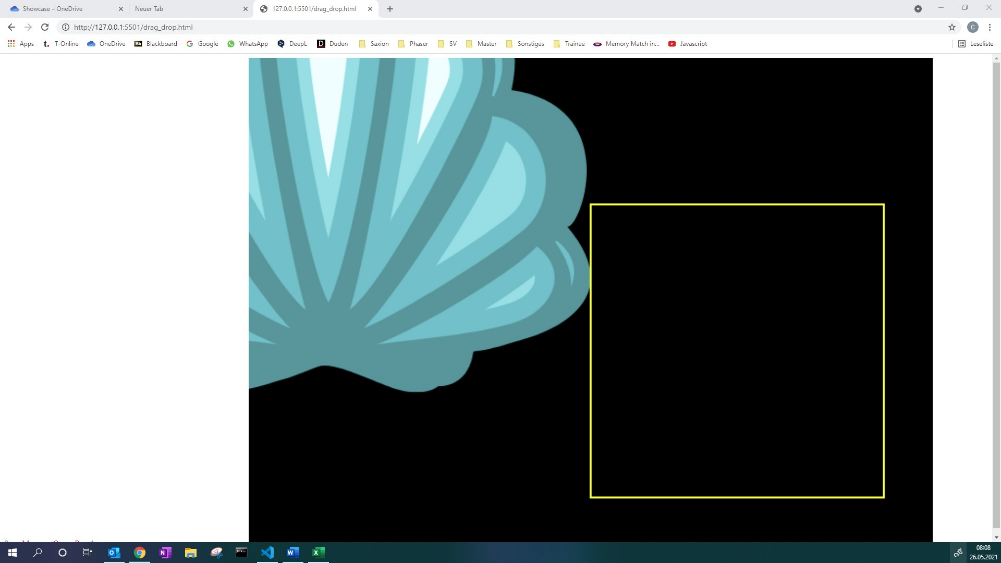 Showcase – OneDrive
Neuer Tab
127.0.0.1:5501/drag_drop.html
http://127.0.0.1:5501/drag_drop.html
Apps
T-Online
OneDrive
Blackboard
Google
WhatsApp
DeepL
Duden
Saxion
Phaser
SV
Master
Sonstiges
Trainee
Memory Match in...
Javascript
Leseliste
08:08
26.05.2021